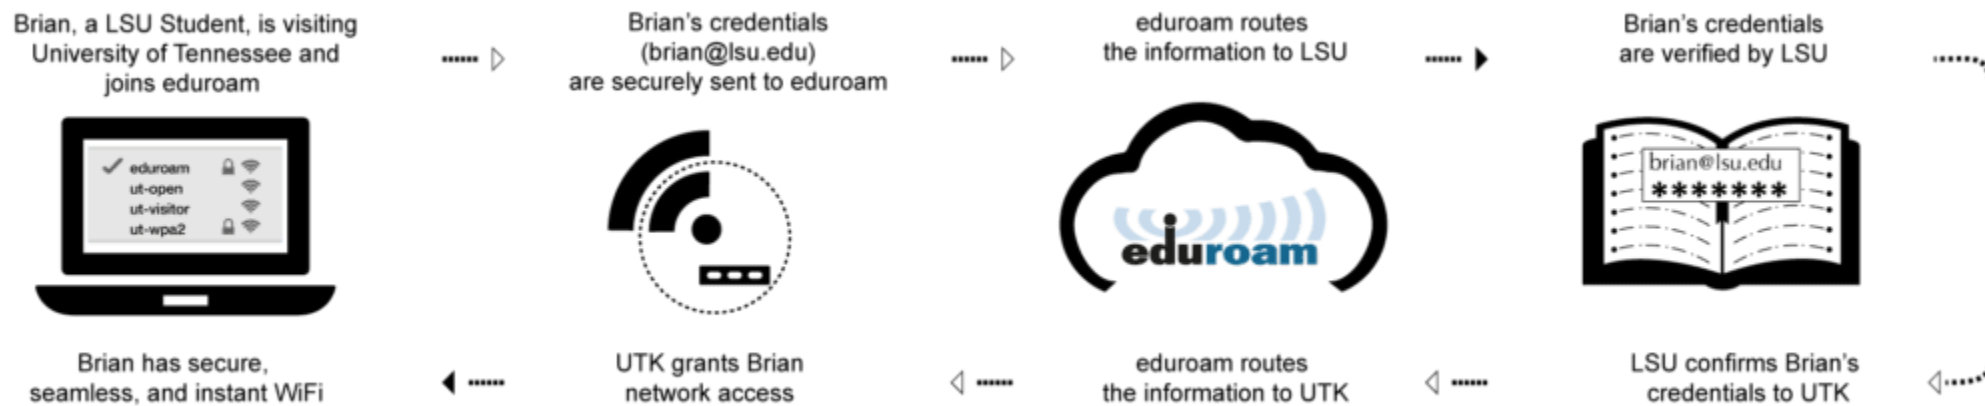 Brian, a LSU Student, is visiting
University of Tennessee and
joins eduroam
Brian's credentials
(brian@lsu.edu)
are securely sent to eduroam
eduroam routes
the information to LSU
Brian's credentials
are verified by LSU
eduroam
ut-open
ut-visitor
ut-wpa2
eduroam
brian@lsu.edu
*******
Brian has secure,
seamless, and instant WiFi
UTK grants Brian
network access
eduroam routes
the information to UTK
LSU confirms Brian's
credentials to UTK